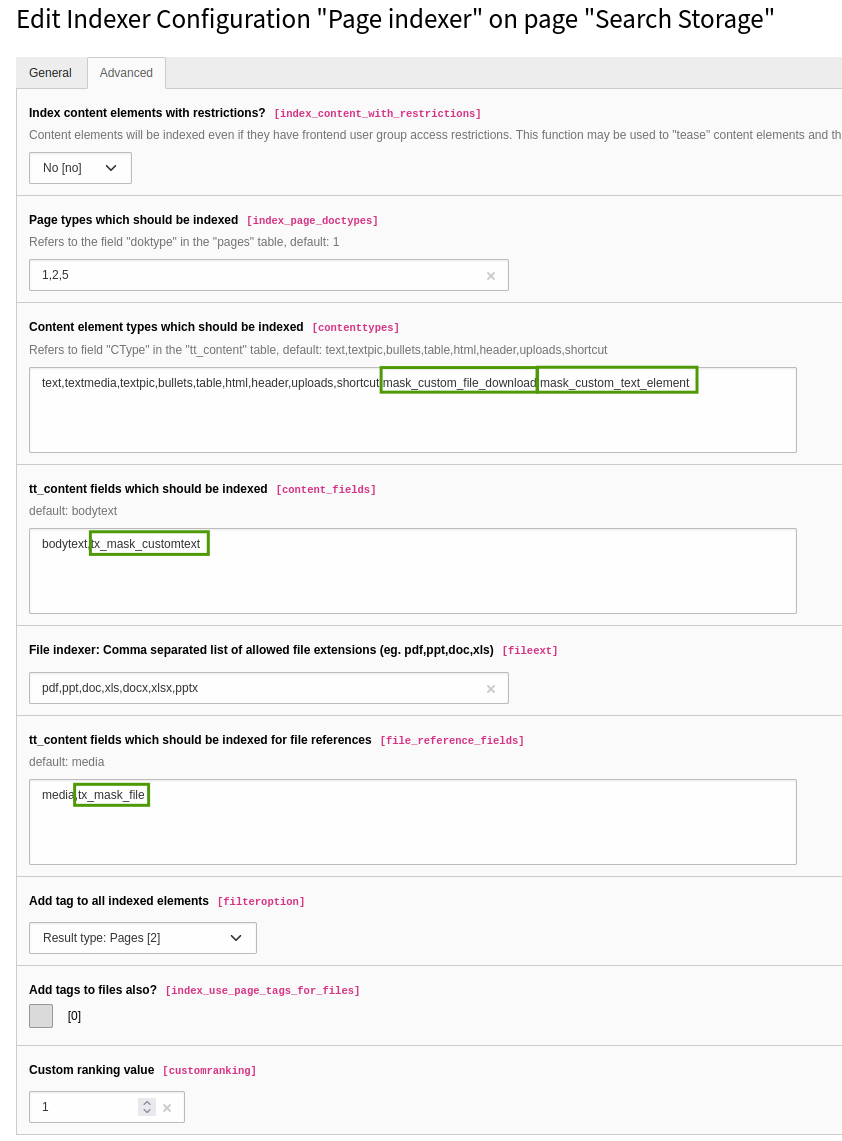 Edit Indexer Configuration "Page indexer" on page "Search Storage"
General Advanced
Index content elements with restrictions? [index_content_with_restrictions]
Content elements will be indexed even if they have frontend user group access restrictions. This function may be used to "tease" content elements and th
No [no]
Page types which should be indexed [index_page_doctypes]
Refers to the field "doktype" in the "pages" table, default: 1
1,2,5
Content element types which should be indexed [contenttypes]
Refers to field "CType" in the "tt_content" table, default: text,textpic,bullets,table,html,header,uploads,shortcut
text,textmedia,textpic,bullets,table,html,header,uploads,shortcut,mask_custom_file_download,mask_custom_text_element
tt_content fields which should be indexed [content_fields]
default: bodytext
bodytext,tx_mask_customtext
File indexer: Comma separated list of allowed file extensions (eg. pdf,ppt,doc,xls) [fileext]
pdf,ppt,doc,xls,docx,xlsx,pptx
tt_content fields which should be indexed for file references [file_reference_fields]
default: media
media,tx_mask_file
Add tag to all indexed elements [filteroption]
Result type: Pages [2]
Add tags to files also? [index_use_page_tags_for_files]
[0]
Custom ranking value [customranking]
1